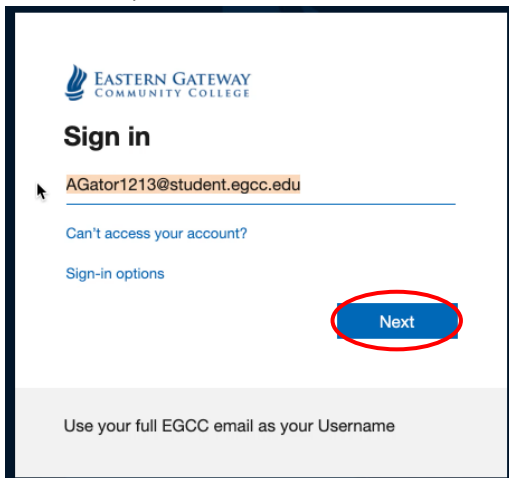 EASTERN GATEWAY
COMMUNITY COLLEGE
Sign in
AGator1213@student.egcc.edu
Can't access your account?
Sign-in options
Next
Use your full EGCC email as your Username